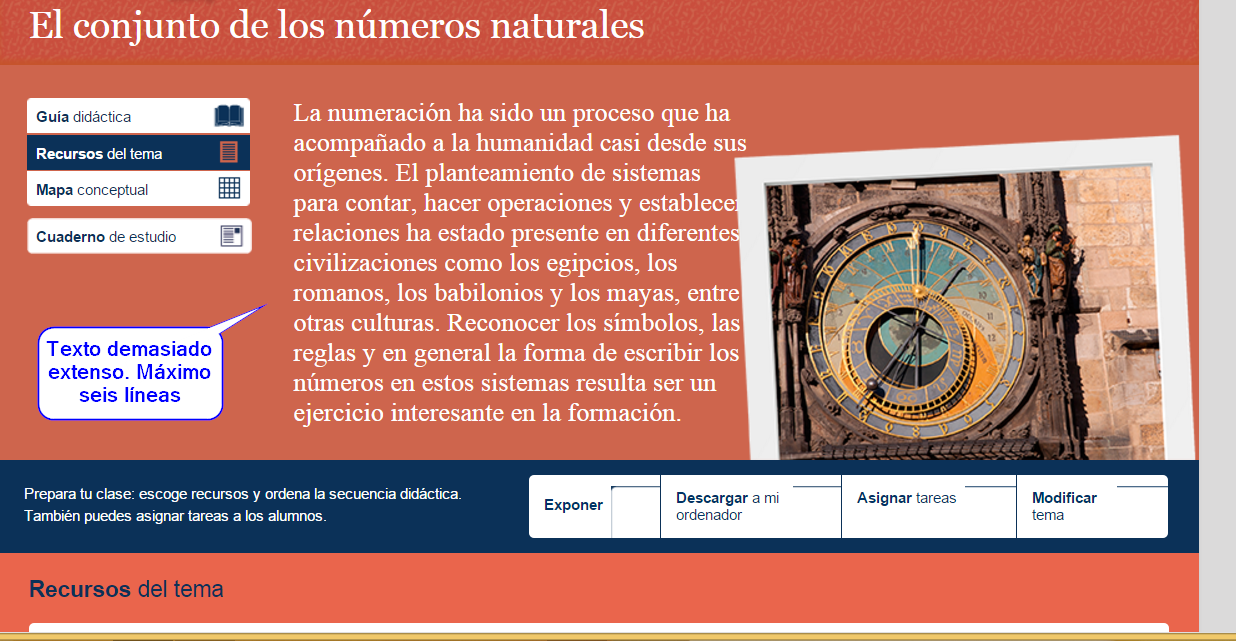 El conjunto de los números naturales
Guía didáctica
Recursos del tema
Mapa conceptual
Cuaderno de estudio
Texto demasiado
extenso. Máximo
seis líneas
La numeración ha sido un proceso que ha
acompañado a la humanidad casi desde sus
orígenes. El planteamiento de sistemas
para contar, hacer operaciones y establecer
relaciones ha estado presente en diferentes
civilizaciones como los egipcios, los
romanos, los babilonios y los mayas, entre
otras culturas. Reconocer los símbolos, las
reglas y en general la forma de escribir los
números en estos sistemas resulta ser un
ejercicio interesante en la formación.
Prepara tu clase: escoge recursos y ordena la secuencia didáctica.
También puedes asignar tareas a los alumnos.
Exponer
Descargar a mi
ordenador
Asignar tareas
Modificar
tema
Recursos del tema